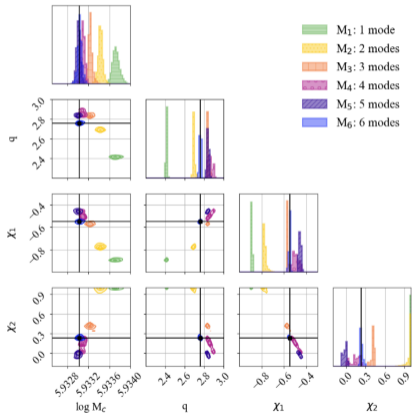 M₁: 1 mode
M₂: 2 modes
M₃: 3 modes
M₄: 4 modes
M₅: 5 modes
M₆: 6 modes
q
3.0
2.8
2.6
2.4
χ₁
−0.4
−0.6
−0.8
χ₂
0.9
0.6
0.3
0.0
5.9328 5.9332 5.9336 5.9340
2.4 2.6 2.8 3.0
−0.8 −0.6 −0.4
0.0 0.3 0.6 0.9
log M_c
q
χ₁
χ₂